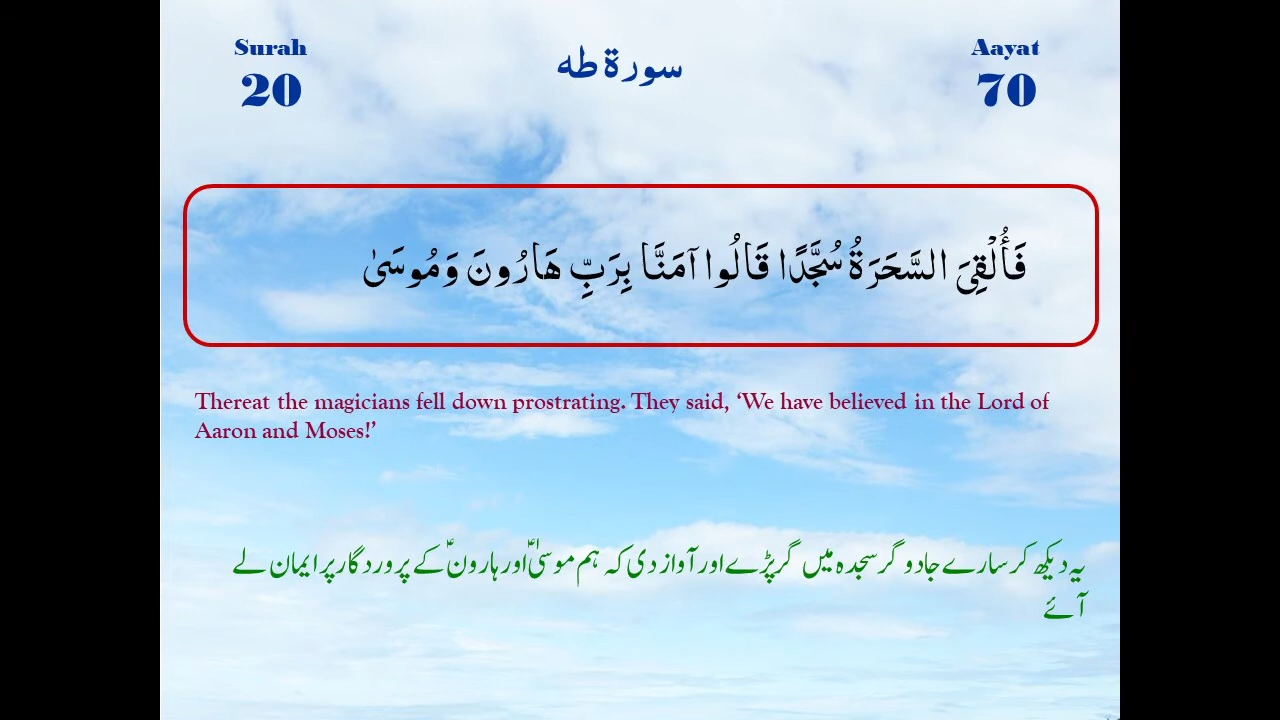 Surah
20
سورة طه
Aayat
70
فَأُلْقِيَ السَّحَرَةُ سُجَّدًا قَالُوا آمَنَّا بِرَبِّ هَارُونَ وَمُوسَىٰ
Thereat the magicians fell down prostrating. They said, ‘We have believed in the Lord of
Aaron and Moses!’
یہ دیکھ کر سارے جادو گر سجدہ میں گر پڑے اور آواز دی کہ ہم موسیٰؑ اور ہارونؑ کے پروردگار پر ایمان لے
آئے